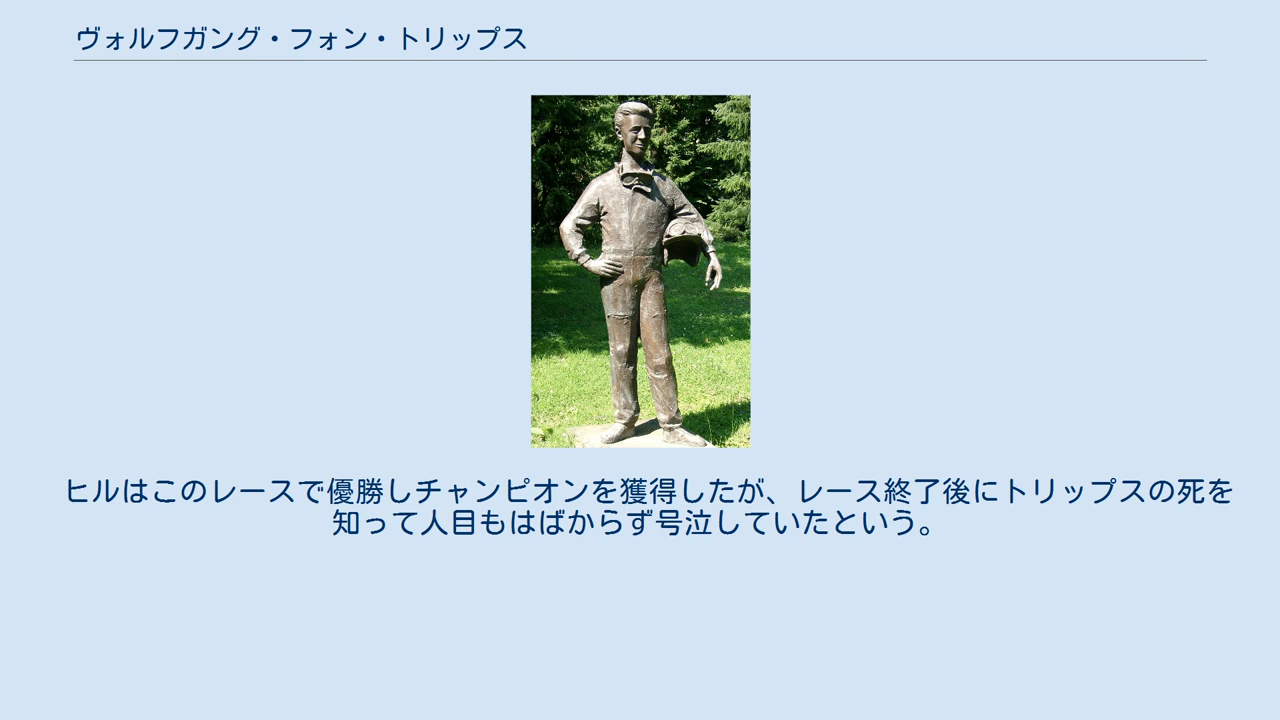 ヴォルフガング・フォン・トリップス
ヒルはこのレースで優勝しチャンピオンを獲得したが、レース終了後にトリップスの死を
知って人目もはばからず号泣していたという。